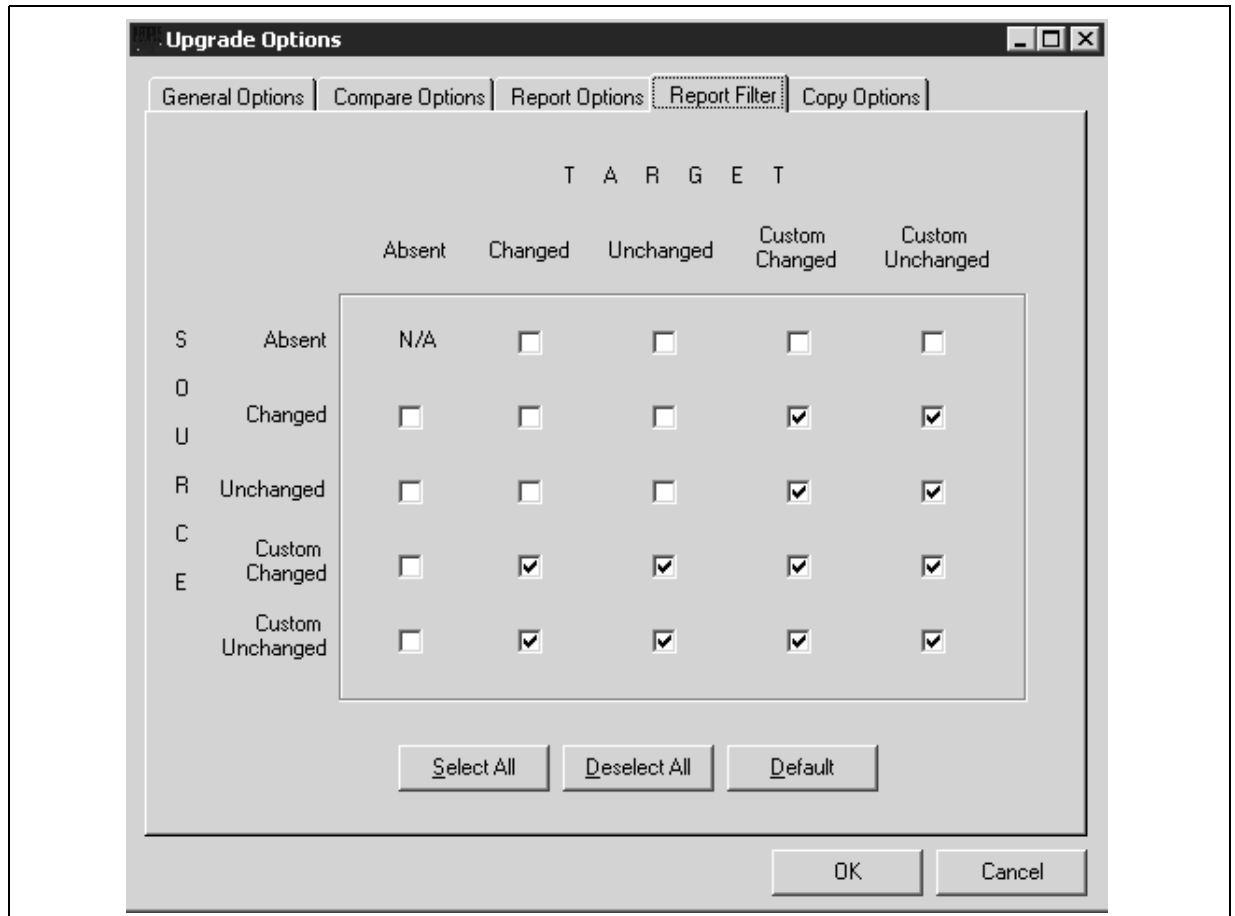 Upgrade Options
General Options
Compare Options
Report Options
Report Filter
Copy Options
T A R G E T
Absent
Changed
Unchanged
Custom
Changed
Custom
Unchanged
S O U R C E
Absent
N/A
Changed
Unchanged
Custom
Changed
Custom
Unchanged
Select All
Deselect All
Default
OK
Cancel